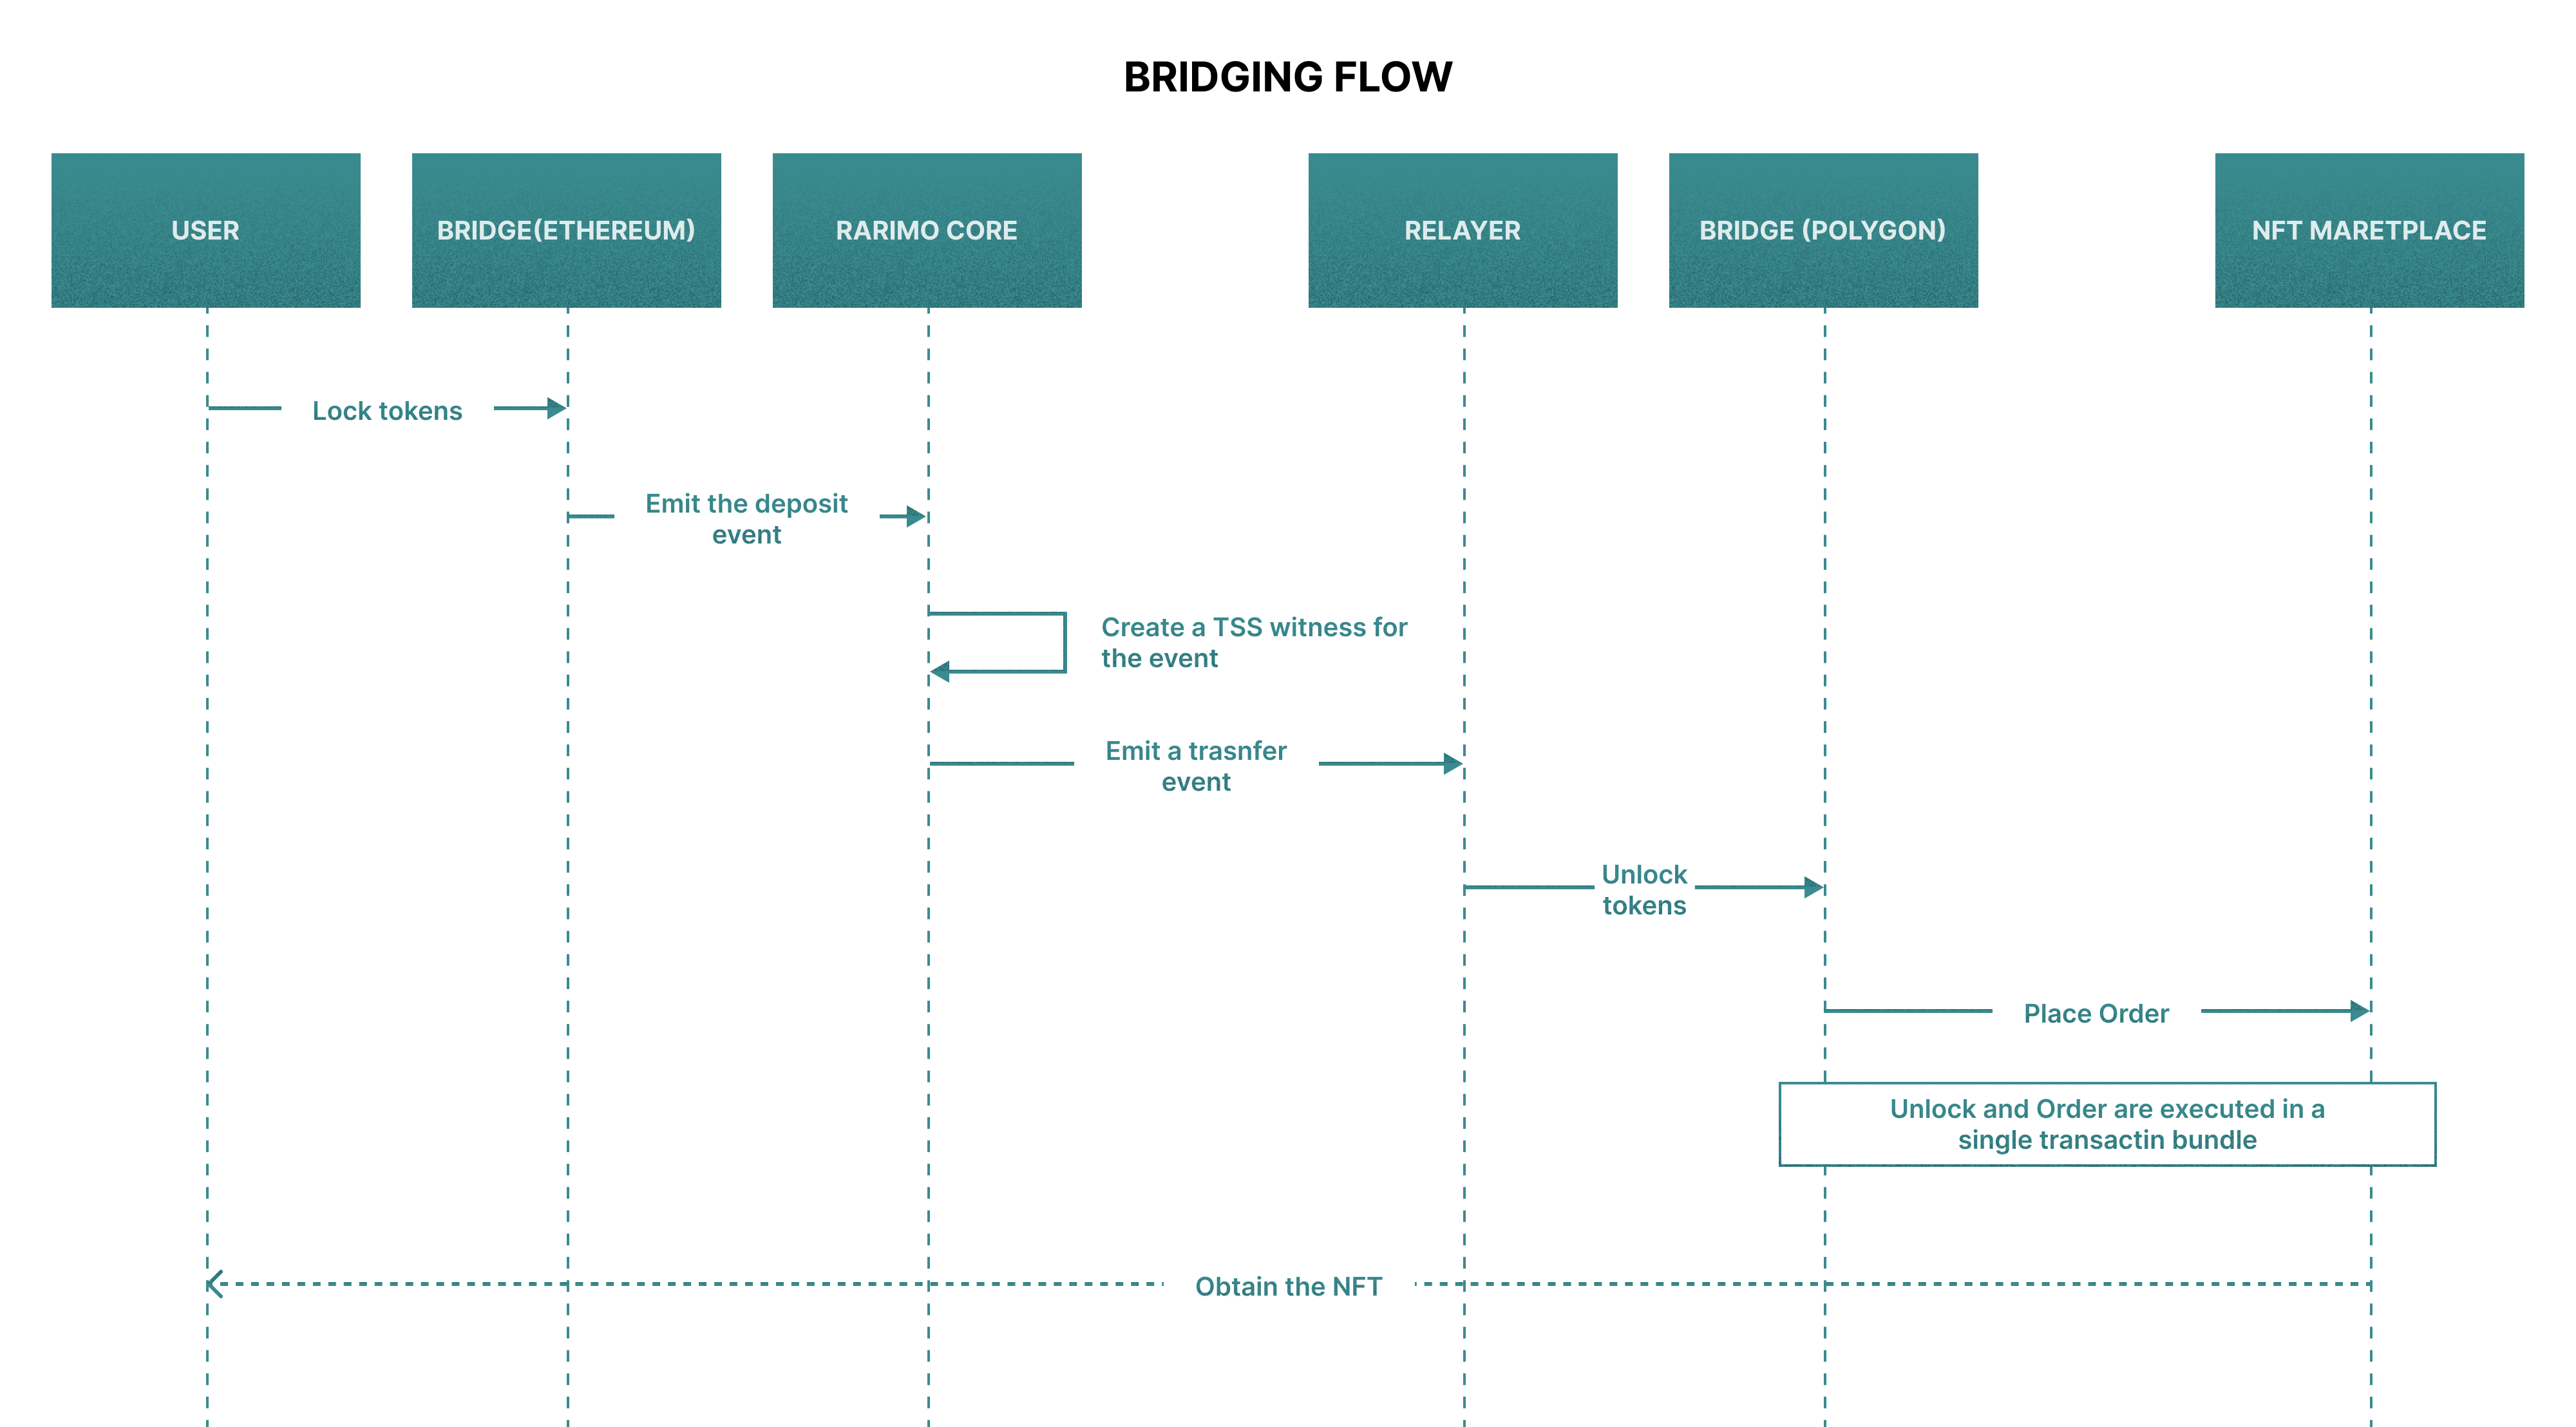 BRIDGING FLOW
USER
BRIDGE(ETHEREUM)
RARIMO CORE
RELAYER
BRIDGE (POLYGON)
NFT MARETPLACE
Lock tokens
Emit the deposit
event
Create a TSS witness for
the event
Emit a trasnfer
event
Unlock
tokens
Place Order
Unlock and Order are executed in a
single transactin bundle
Obtain the NFT